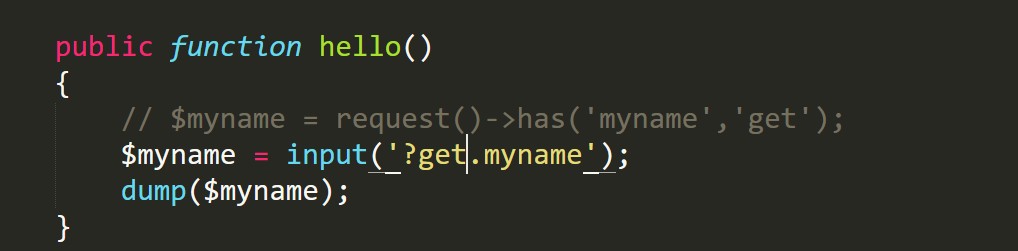 public function hello()
{
// $myname = request()->has('myname','get');
$myname = input('?get.myname');
dump($myname);
}